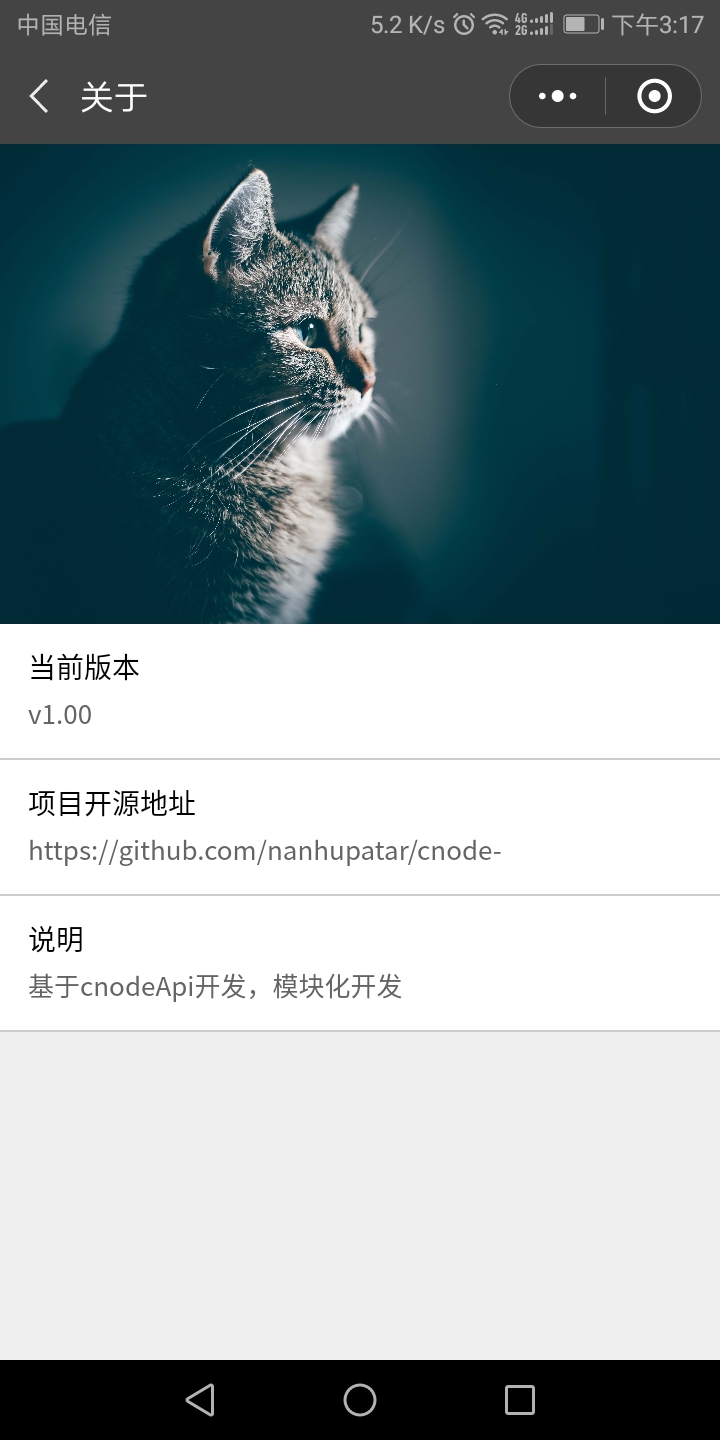 中国电信 5.2 K/s 4G 2G 下午3:17
关于
当前版本
v1.00
项目开源地址
https://github.com/nanhupatar/cnode-
说明
基于cnodeApi开发，模块化开发